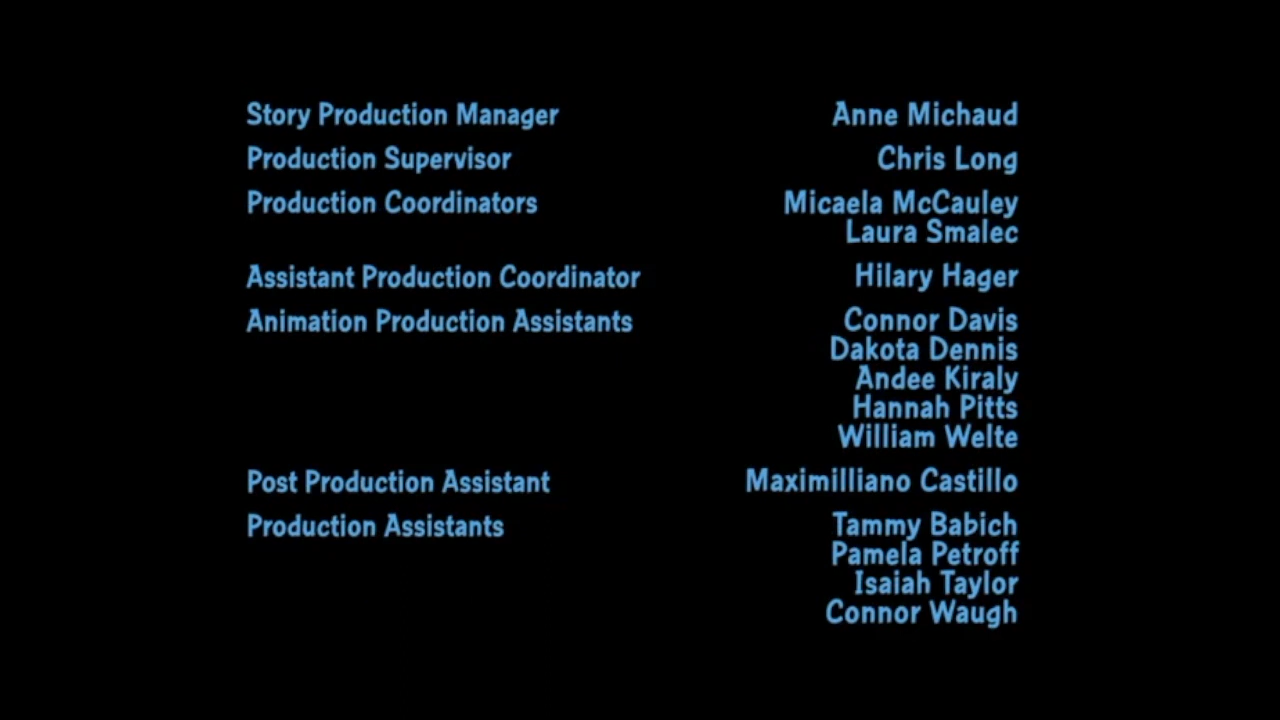 Story Production Manager Anne Michaud
Production Supervisor Chris Long
Production Coordinators Micaela McCauley
Laura Smalec
Assistant Production Coordinator Hilary Hager
Animation Production Assistants Connor Davis
Dakota Dennis
Andee Kiraly
Hannah Pitts
William Welte
Post Production Assistant Maximilliano Castillo
Production Assistants Tammy Babich
Pamela Petroff
Isaiah Taylor
Connor Waugh